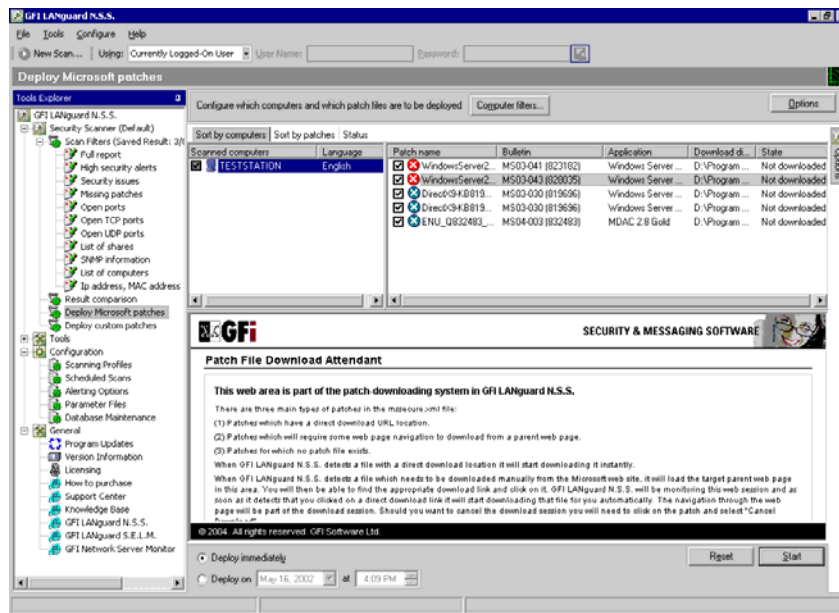 GFI LANguard N.S.S.
File Tools Configure Help
New Scan... Using: Currently Logged-On User User Name: Password:
Deploy Microsoft patches
Tools Explorer
GFI LANguard N.S.S.
Security Scanner (Default)
Scan Filters (Saved Result: 3/
Full report
High security alerts
Security issues
Missing patches
Open ports
Open TCP ports
Open UDP ports
List of shares
SNMP information
List of computers
Ip address, MAC address
Result comparison
Deploy Microsoft patches
Deploy custom patches
Tools
Configuration
Scanning Profiles
Scheduled Scans
Alerting Options
Parameter Files
Database Maintenance
General
Program Updates
Version Information
Licensing
How to purchase
Support Center
Knowledge Base
GFI LANguard N.S.S.
GFI LANguard S.E.L.M.
GFI Network Server Monitor
Configure which computers and which patch files are to be deployed Computer filters... Options
Sort by computers Sort by patches Status
Scanned computers Language
TESTSTATION English
Patch name Bulletin Application Download di... State
WindowsServer2... MS03-041 (823182) Windows Server ... D:\Program ... Not downloaded
WindowsServer2... MS03-043 (828035) Windows Server ... D:\Program ... Not downloaded
DirectX9-KB819... MS03-030 (819696) Windows Server ... D:\Program ... Not downloaded
DirectX9-KB819... MS03-030 (819696) Windows Server ... D:\Program ... Not downloaded
ENU_Q832483_... MS04-003 (832483) MDAC 2.8 Gold D:\Program ... Not downloaded
GFi SECURITY & MESSAGING SOFTWARE
Patch File Download Attendant
This web area is part of the patch-downloading system in GFI LANguard N.S.S.
There are three main types of patches in the mssecure.xml file:
(1) Patches which have a direct download URL location.
(2) Patches which will require some web page navigation to download from a parent web page.
(3) Patches for which no patch file exists.
When GFI LANguard N.S.S. detects a file with a direct download location it will start downloading it instantly.
When GFI LANguard N.S.S. detects a file which needs to be downloaded manually from the Microsoft web site, it will load the target parent web page
in this area. You will then be able to find the appropriate download link and click on it. GFI LANguard N.S.S. will be monitoring this web session and as
soon as it detects that you clicked on a direct download link it will start downloading that file for you automatically. The navigation through the web
page will be part of the download session. Should you want to cancel the download session you will need to click on the patch and select "Cancel
© 2004. All rights reserved. GFI Software Ltd.
Deploy immediately Reset Start
Deploy on May 16, 2002 at 4:09 PM